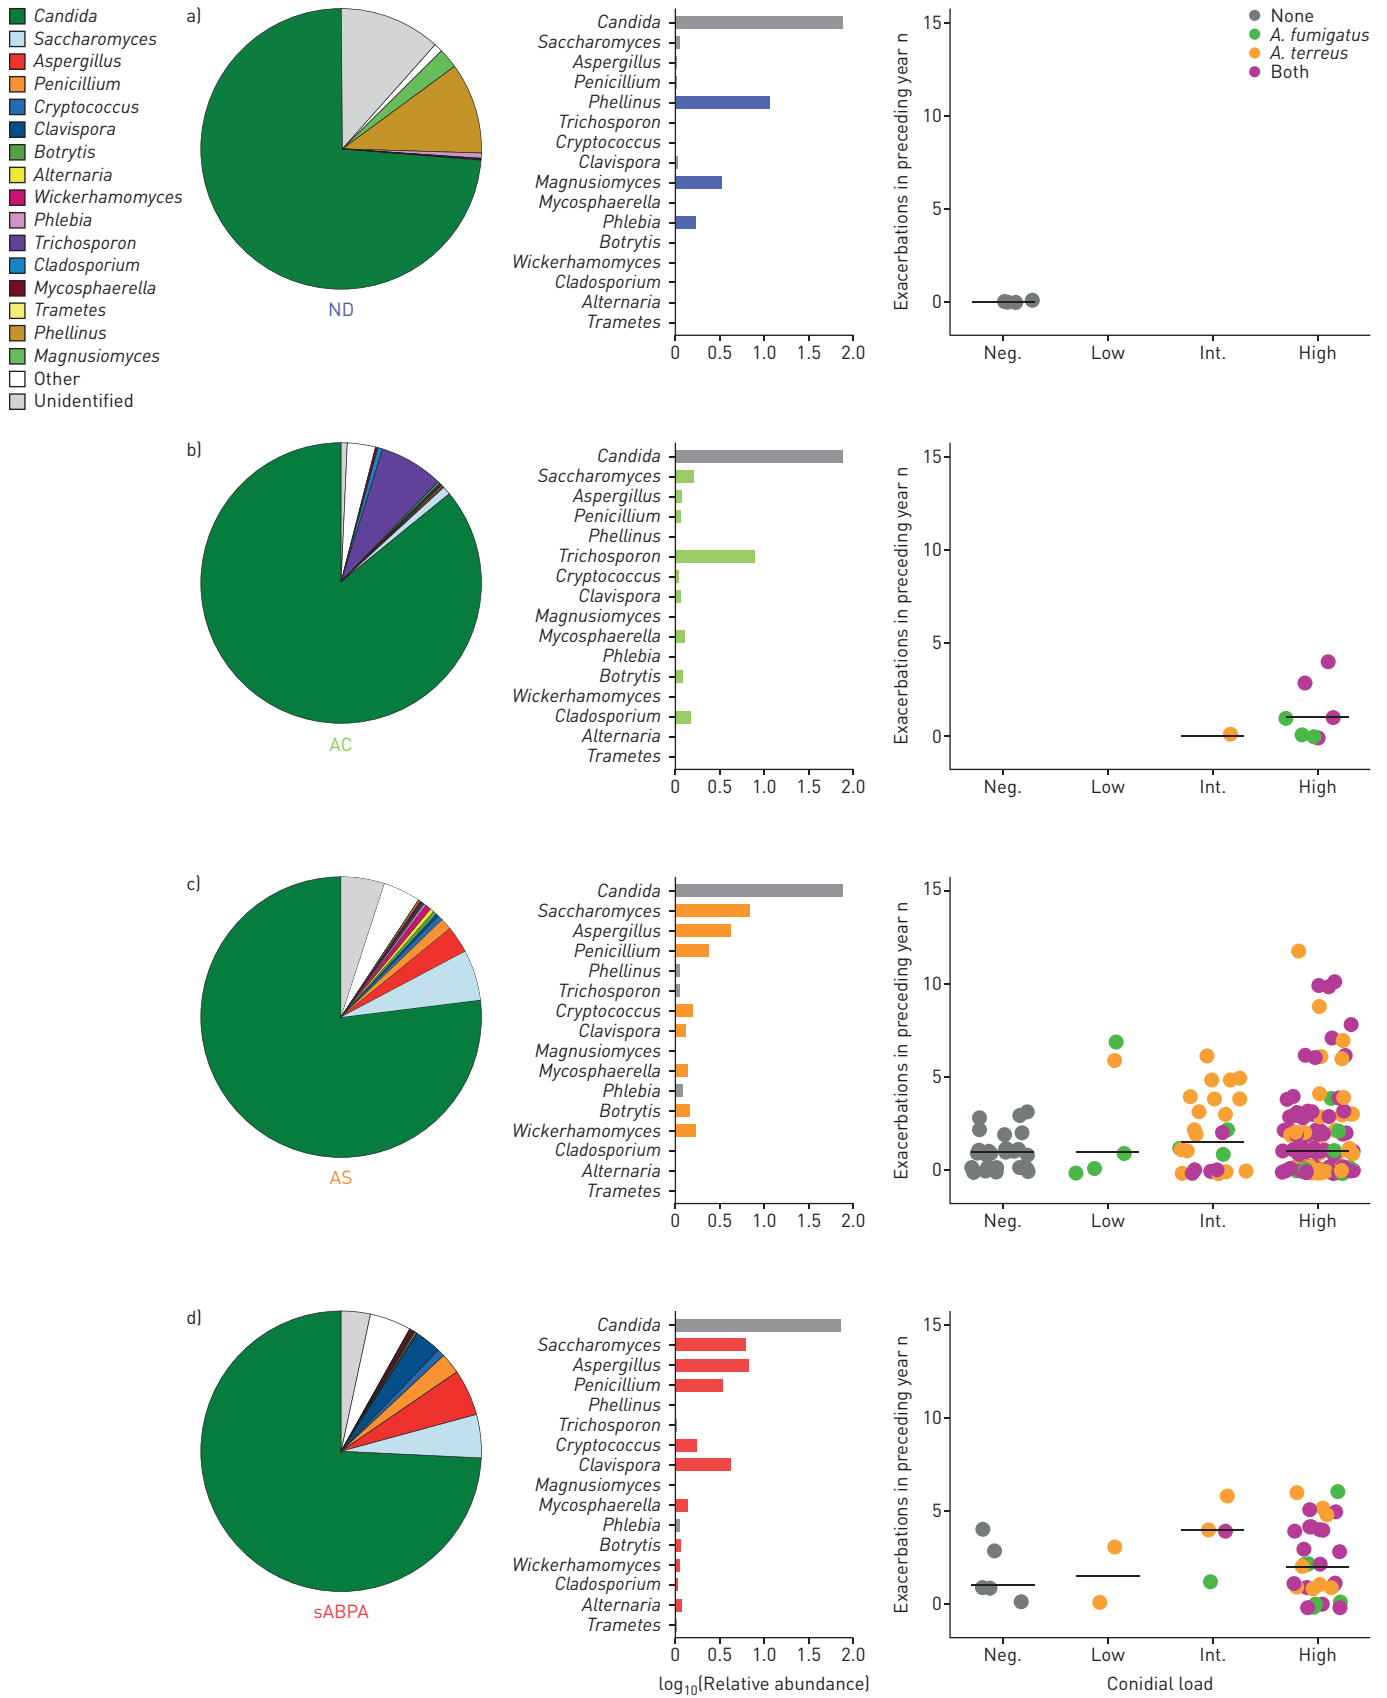 Candida
Saccharomyces
Aspergillus
Penicillium
Cryptococcus
Clavispora
Botrytis
Alternaria
Wickerhamomyces
Phlebia
Trichosporon
Cladosporium
Mycosphaerella
Trametes
Phellinus
Magnusiomyces
Other
Unidentified
a)
ND
Candida
Saccharomyces
Aspergillus
Penicillium
Phellinus
Trichosporon
Cryptococcus
Clavispora
Magnusiomyces
Mycosphaerella
Phlebia
Botrytis
Wickerhamomyces
Cladosporium
Alternaria
Trametes
0 0.5 1.0 1.5 2.0
Exacerbations in preceding year n
15
10
5
0
Neg. Low Int. High
None
A. fumigatus
A. terreus
Both
b)
AC
Candida
Saccharomyces
Aspergillus
Penicillium
Phellinus
Trichosporon
Cryptococcus
Clavispora
Magnusiomyces
Mycosphaerella
Phlebia
Botrytis
Wickerhamomyces
Cladosporium
Alternaria
Trametes
0 0.5 1.0 1.5 2.0
Exacerbations in preceding year n
15
10
5
0
Neg. Low Int. High
c)
AS
Candida
Saccharomyces
Aspergillus
Penicillium
Phellinus
Trichosporon
Cryptococcus
Clavispora
Magnusiomyces
Mycosphaerella
Phlebia
Botrytis
Wickerhamomyces
Cladosporium
Alternaria
Trametes
0 0.5 1.0 1.5 2.0
Exacerbations in preceding year n
15
10
5
0
Neg. Low Int. High
d)
sABPA
Candida
Saccharomyces
Aspergillus
Penicillium
Phellinus
Trichosporon
Cryptococcus
Clavispora
Magnusiomyces
Mycosphaerella
Phlebia
Botrytis
Wickerhamomyces
Cladosporium
Alternaria
Trametes
0 0.5 1.0 1.5 2.0
log10(Relative abundance)
Exacerbations in preceding year n
15
10
5
0
Neg. Low Int. High
Conidial load